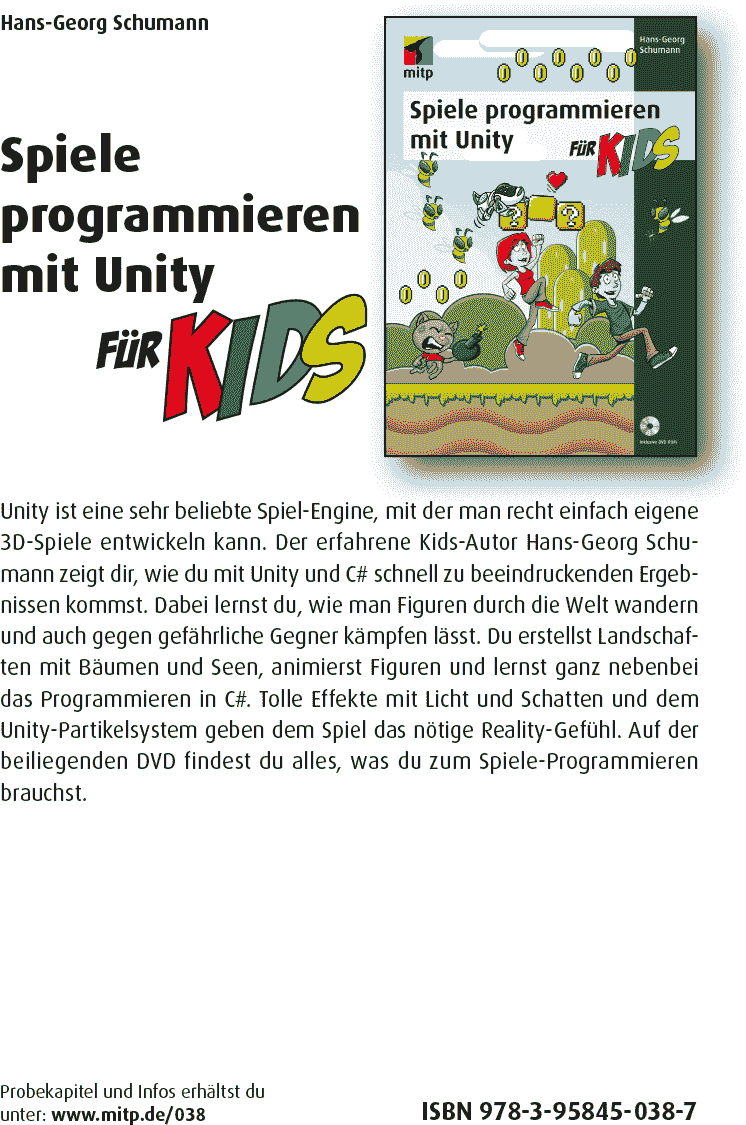 Hans-Georg Schumann
Spiele
programmieren
mit Unity
FÜR KIDS
Hans-Georg
Schumann
mitp
Spiele programmieren
mit Unity
FÜR KIDS
? ?
Inklusive DVD-ROM
Unity ist eine sehr beliebte Spiel-Engine, mit der man recht einfach eigene
3D-Spiele entwickeln kann. Der erfahrene Kids-Autor Hans-Georg Schu-
mann zeigt dir, wie du mit Unity und C# schnell zu beeindruckenden Ergeb-
nissen kommst. Dabei lernst du, wie man Figuren durch die Welt wandern
und auch gegen gefährliche Gegner kämpfen lässt. Du erstellst Landschaf-
ten mit Bäumen und Seen, animierst Figuren und lernst ganz nebenbei
das Programmieren in C#. Tolle Effekte mit Licht und Schatten und dem
Unity-Partikelsystem geben dem Spiel das nötige Reality-Gefühl. Auf der
beiliegenden DVD findest du alles, was du zum Spiele-Programmieren
brauchst.
Probekapitel und Infos erhältst du
unter: www.mitp.de/038
ISBN 978-3-95845-038-7